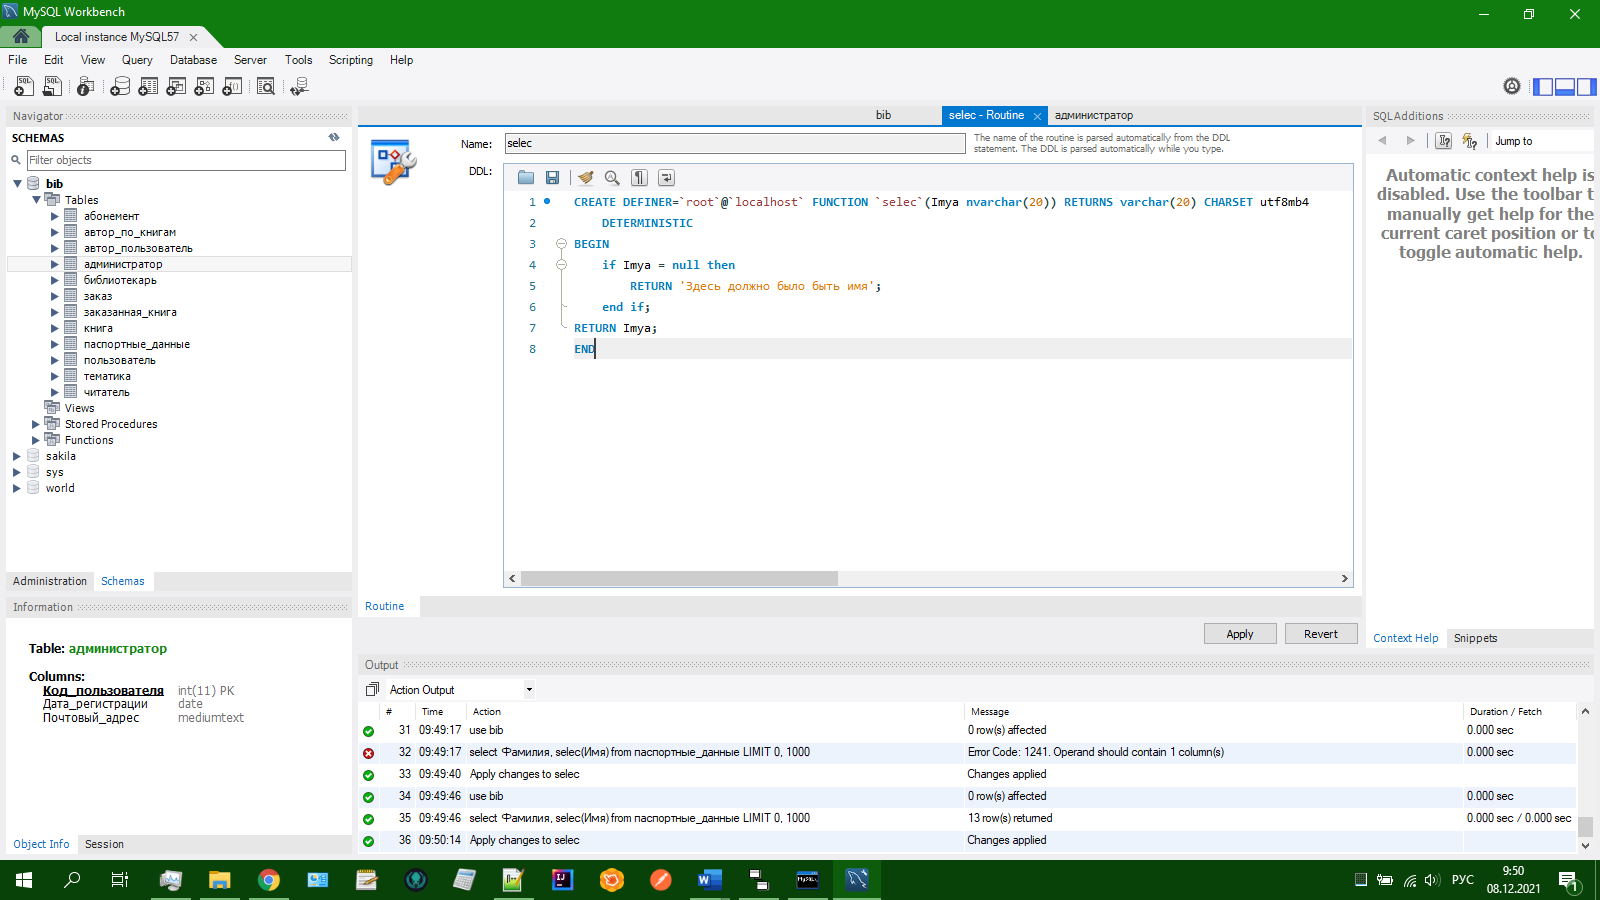 MySQL Workbench
Local instance MySQL57
File Edit View Query Database Server Tools Scripting Help
Navigator
SCHEMAS
Filter objects
bib
Tables
абонемент
автор_по_книгам
автор_пользователь
администратор
библиотекарь
заказ
заказанная_книга
книга
паспортные_данные
пользователь
тематика
читатель
Views
Stored Procedures
Functions
sakila
sys
world
Administration Schemas
Information
Table: администратор
Columns:
Код_пользователя int(11) PK
Дата_регистрации date
Почтовый_адрес mediumtext
Object Info Session
bib selec - Routine администратор
Name: selec
The name of the routine is parsed automatically from the DDL
statement. The DDL is parsed automatically while you type.
DDL:
1 CREATE DEFINER=`root`@`localhost` FUNCTION `selec`(Imya nvarchar(20)) RETURNS varchar(20) CHARSET utf8mb4
2 DETERMINISTIC
3 BEGIN
4 if Imya = null then
5 RETURN 'Здесь должно было быть имя';
6 end if;
7 RETURN Imya;
8 END
Routine
Apply Revert
SQLAdditions
Jump to
Automatic context help is
disabled. Use the toolbar t
manually get help for the
current caret position or to
toggle automatic help.
Context Help Snippets
Output
Action Output
# Time Action Message Duration / Fetch
31 09:49:17 use bib 0 row(s) affected 0.000 sec
32 09:49:17 select Фамилия, selec(Имя) from паспортные_данные LIMIT 0, 1000 Error Code: 1241. Operand should contain 1 column(s) 0.000 sec
33 09:49:40 Apply changes to selec Changes applied
34 09:49:46 use bib 0 row(s) affected 0.000 sec
35 09:49:46 select Фамилия, selec(Имя) from паспортные_данные LIMIT 0, 1000 13 row(s) returned 0.000 sec / 0.000 sec
36 09:50:14 Apply changes to selec Changes applied
РУС
9:50
08.12.2021
1